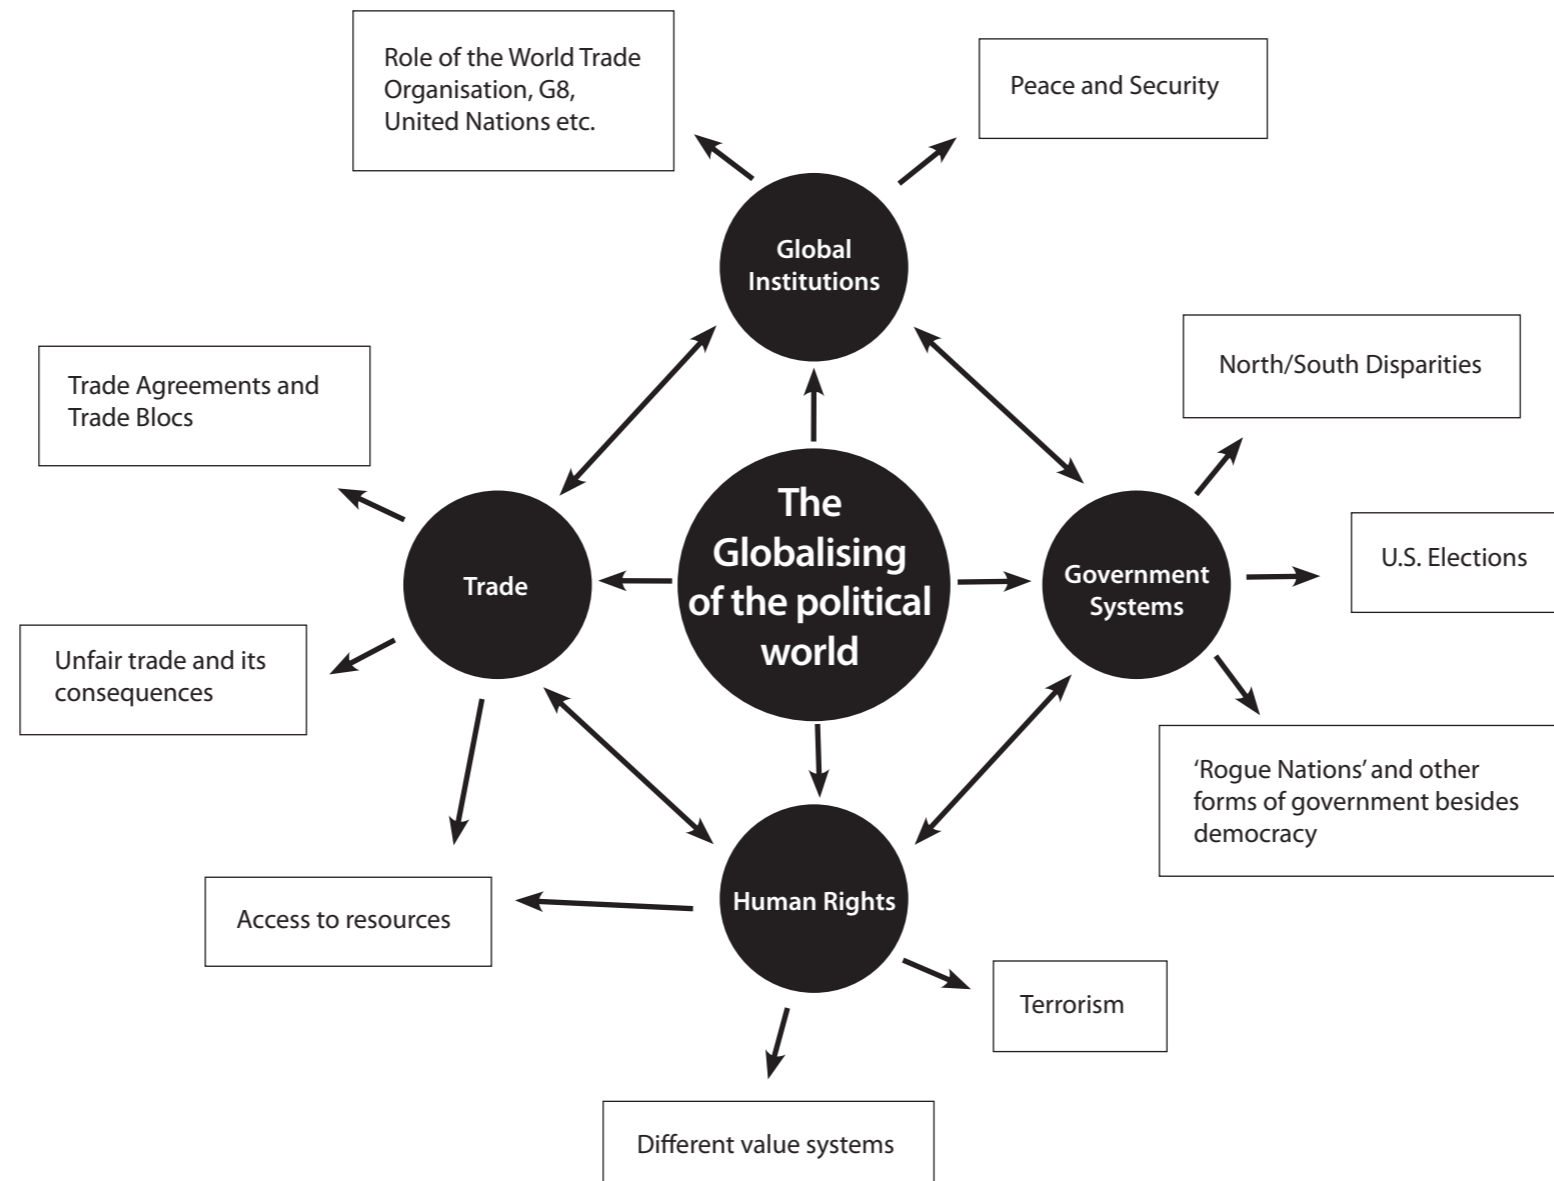 Role of the World Trade
Organisation, G8,
United Nations etc.
Peace and Security
Global
Institutions
North/South Disparities
Trade Agreements and
Trade Blocs
The
Globalising
of the political
world
Trade
Government
Systems
U.S. Elections
Unfair trade and its
consequences
‘Rogue Nations’ and other
forms of government besides
democracy
Human Rights
Access to resources
Terrorism
Different value systems